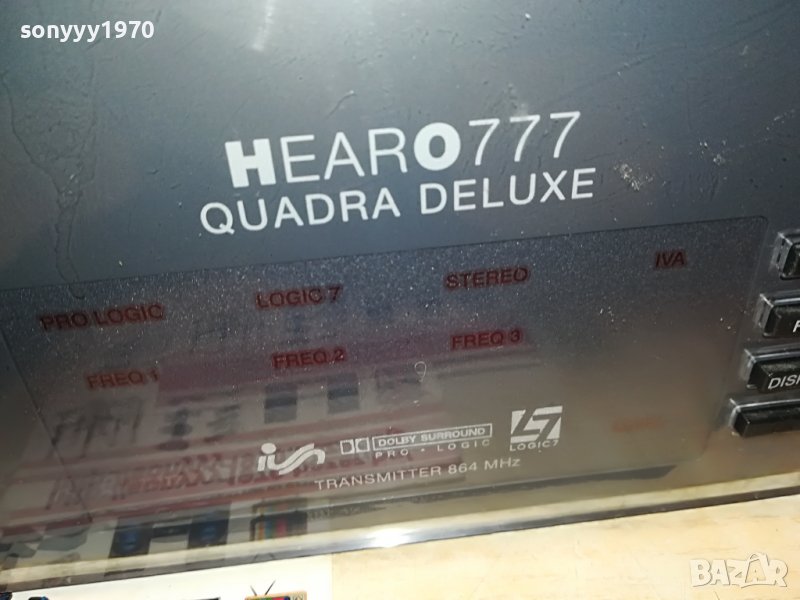 sonyyy1970
HEARO777
QUADRA DELUXE
PRO LOGIC LOGIC 7 STEREO IVA
FREQ 1 FREQ 2 FREQ 3
DOLBY SURROUND
PRO · LOGIC
LOGIC7
TRANSMITTER 864 MHz
BAZAR